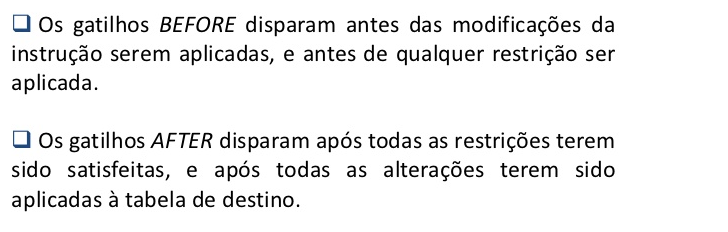 ❑ Os gatilhos BEFORE disparam antes das modificações da
instrução serem aplicadas, e antes de qualquer restrição ser
aplicada.
❑ Os gatilhos AFTER disparam após todas as restrições terem
sido satisfeitas, e após todas as alterações terem sido
aplicadas à tabela de destino.